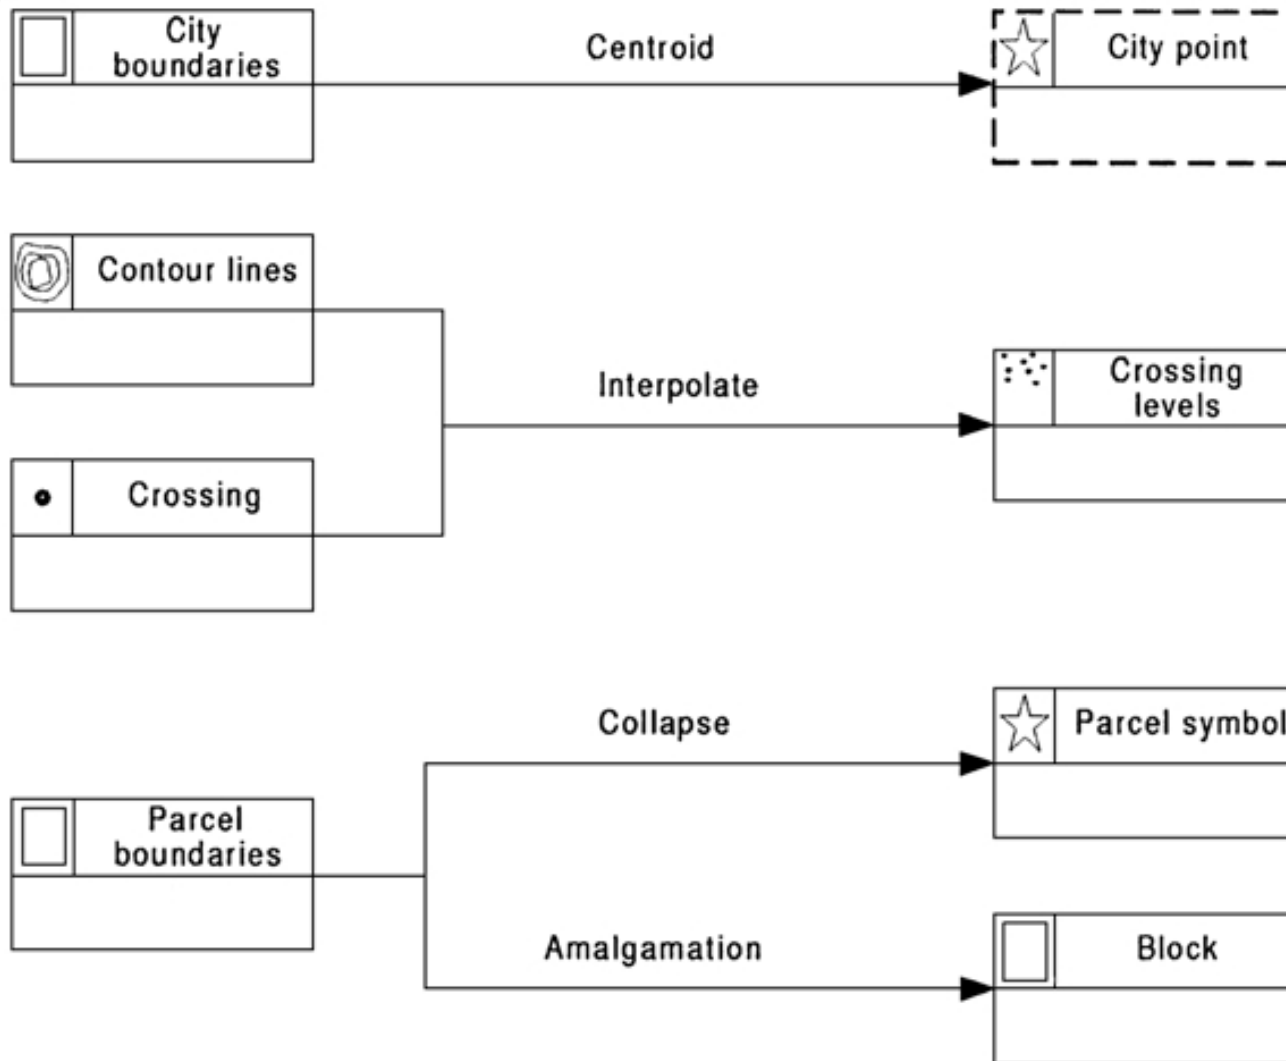 City
boundaries
Centroid
City point
Contour lines
Interpolate
Crossing
levels
Crossing
Collapse
Parcel symbol
Parcel
boundaries
Amalgamation
Block